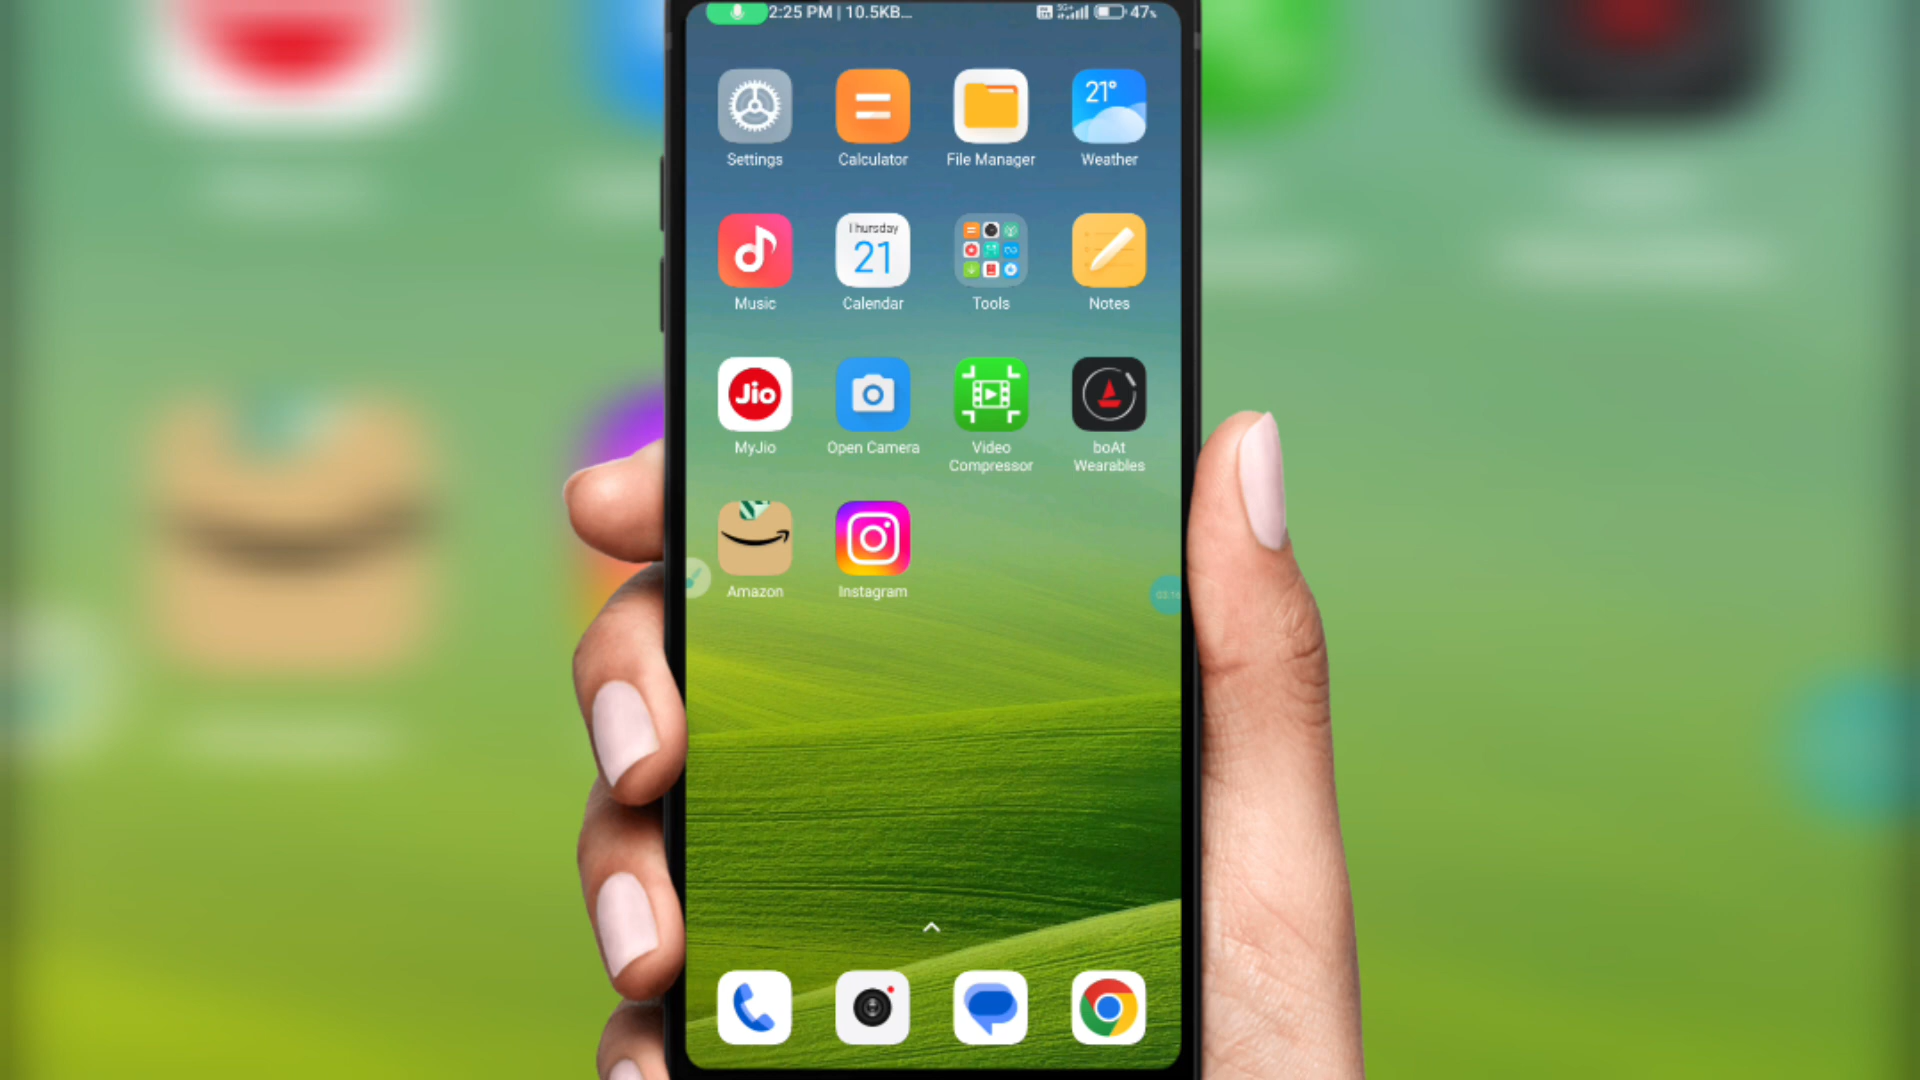 2:25 PM | 10.5KB...
5G+
47%
21°
Settings
Calculator
File Manager
Weather
Thursday
21
Music
Calendar
Tools
Notes
Jio
MyJio
Open Camera
Video
Compressor
boAt
Wearables
Amazon
Instagram